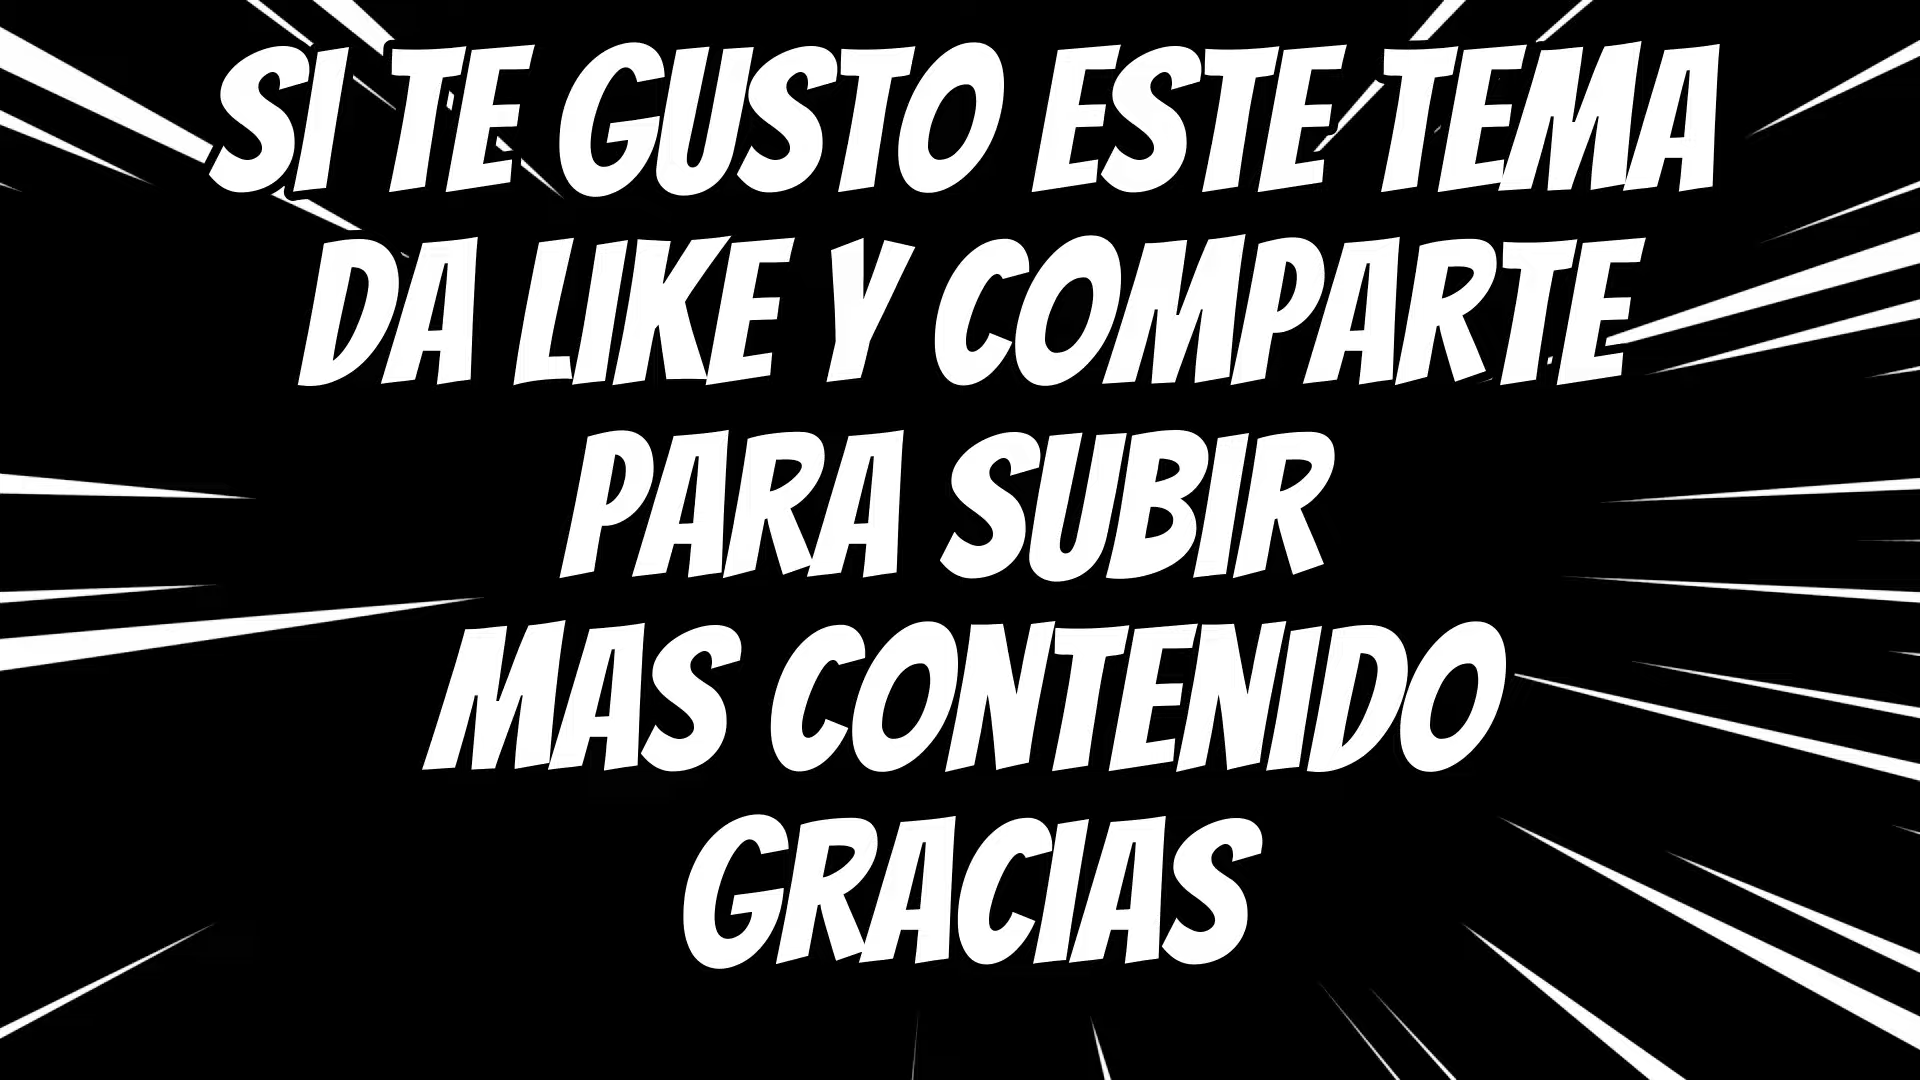 SI TE GUSTO ESTE TEMA
DA LIKE Y COMPARTE
PARA SUBIR
MAS CONTENIDO
GRACIAS